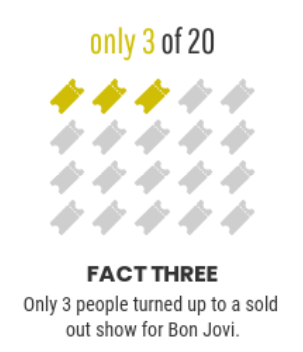 only 3 of 20
FACT THREE
Only 3 people turned up to a sold
out show for Bon Jovi.